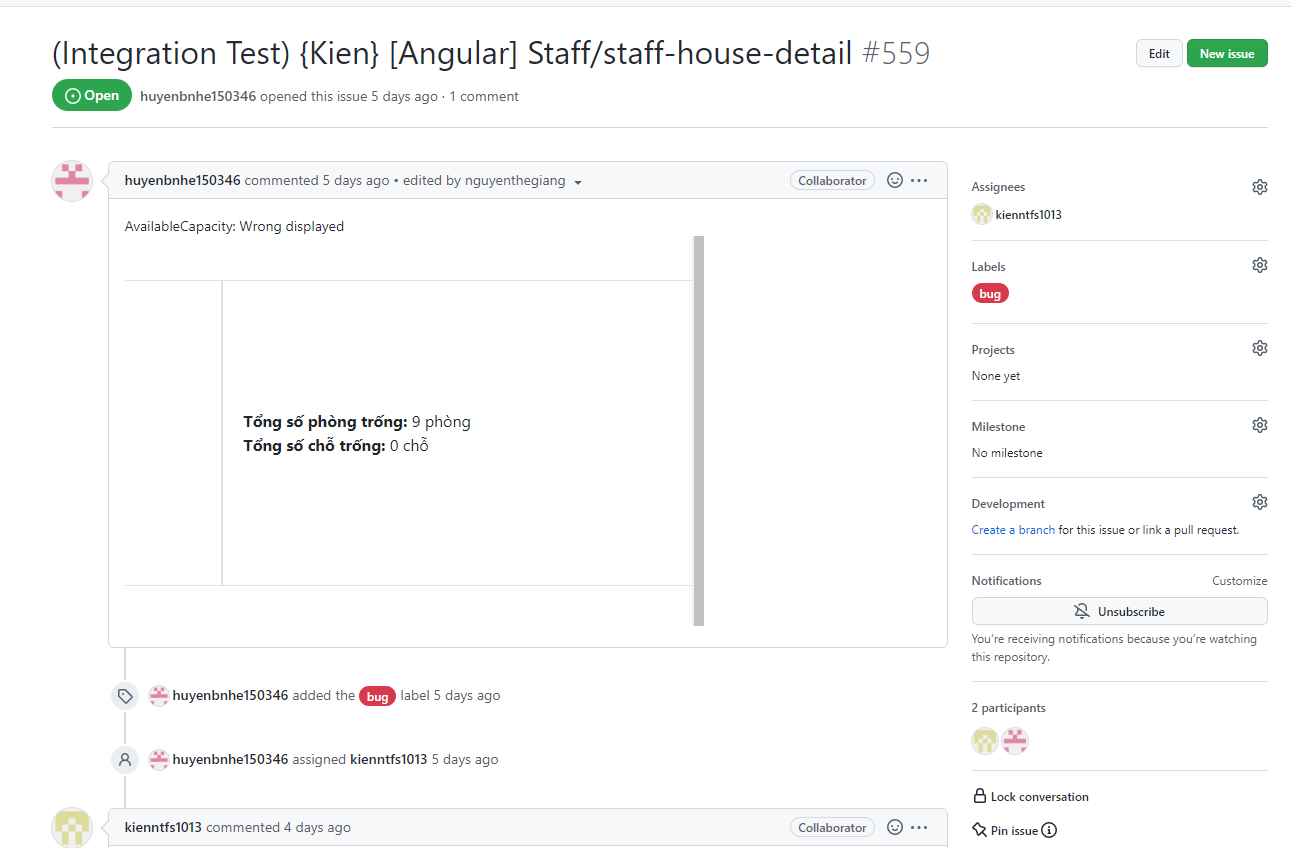 (Integration Test) {Kien} [Angular] Staff/staff-house-detail #559
Edit
New issue
Open
huyenbnhe150346 opened this issue 5 days ago · 1 comment
huyenbnhe150346 commented 5 days ago • edited by nguyenthegiang
Collaborator
AvailableCapacity: Wrong displayed
Tổng số phòng trống: 9 phòng
Tổng số chỗ trống: 0 chỗ
huyenbnhe150346 added the bug label 5 days ago
huyenbnhe150346 assigned kienntfs1013 5 days ago
kienntfs1013 commented 4 days ago
Collaborator
Assignees
kienntfs1013
Labels
bug
Projects
None yet
Milestone
No milestone
Development
Create a branch for this issue or link a pull request.
Notifications
Customize
Unsubscribe
You're receiving notifications because you're watching
this repository.
2 participants
Lock conversation
Pin issue